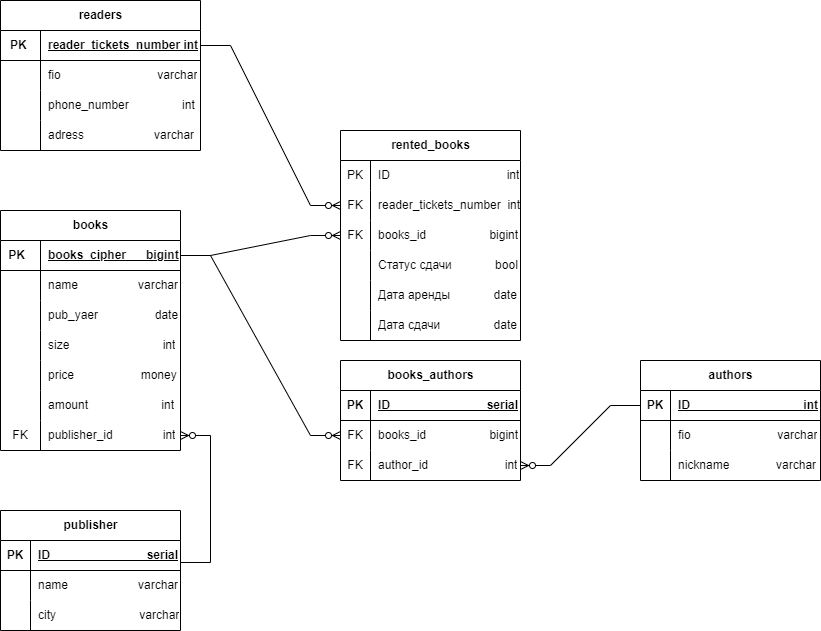 readers
PK reader_tickets_number int
fio varchar
phone_number int
adress varchar
rented_books
PK ID int
FK reader_tickets_number int
FK books_id bigint
Статус сдачи bool
Дата аренды date
Дата сдачи date
books
PK books_cipher bigint
name varchar
pub_yaer date
size int
price money
amount int
FK publisher_id int
books_authors
PK ID serial
FK books_id bigint
FK author_id int
authors
PK ID int
fio varchar
nickname varchar
publisher
PK ID serial
name varchar
city varchar